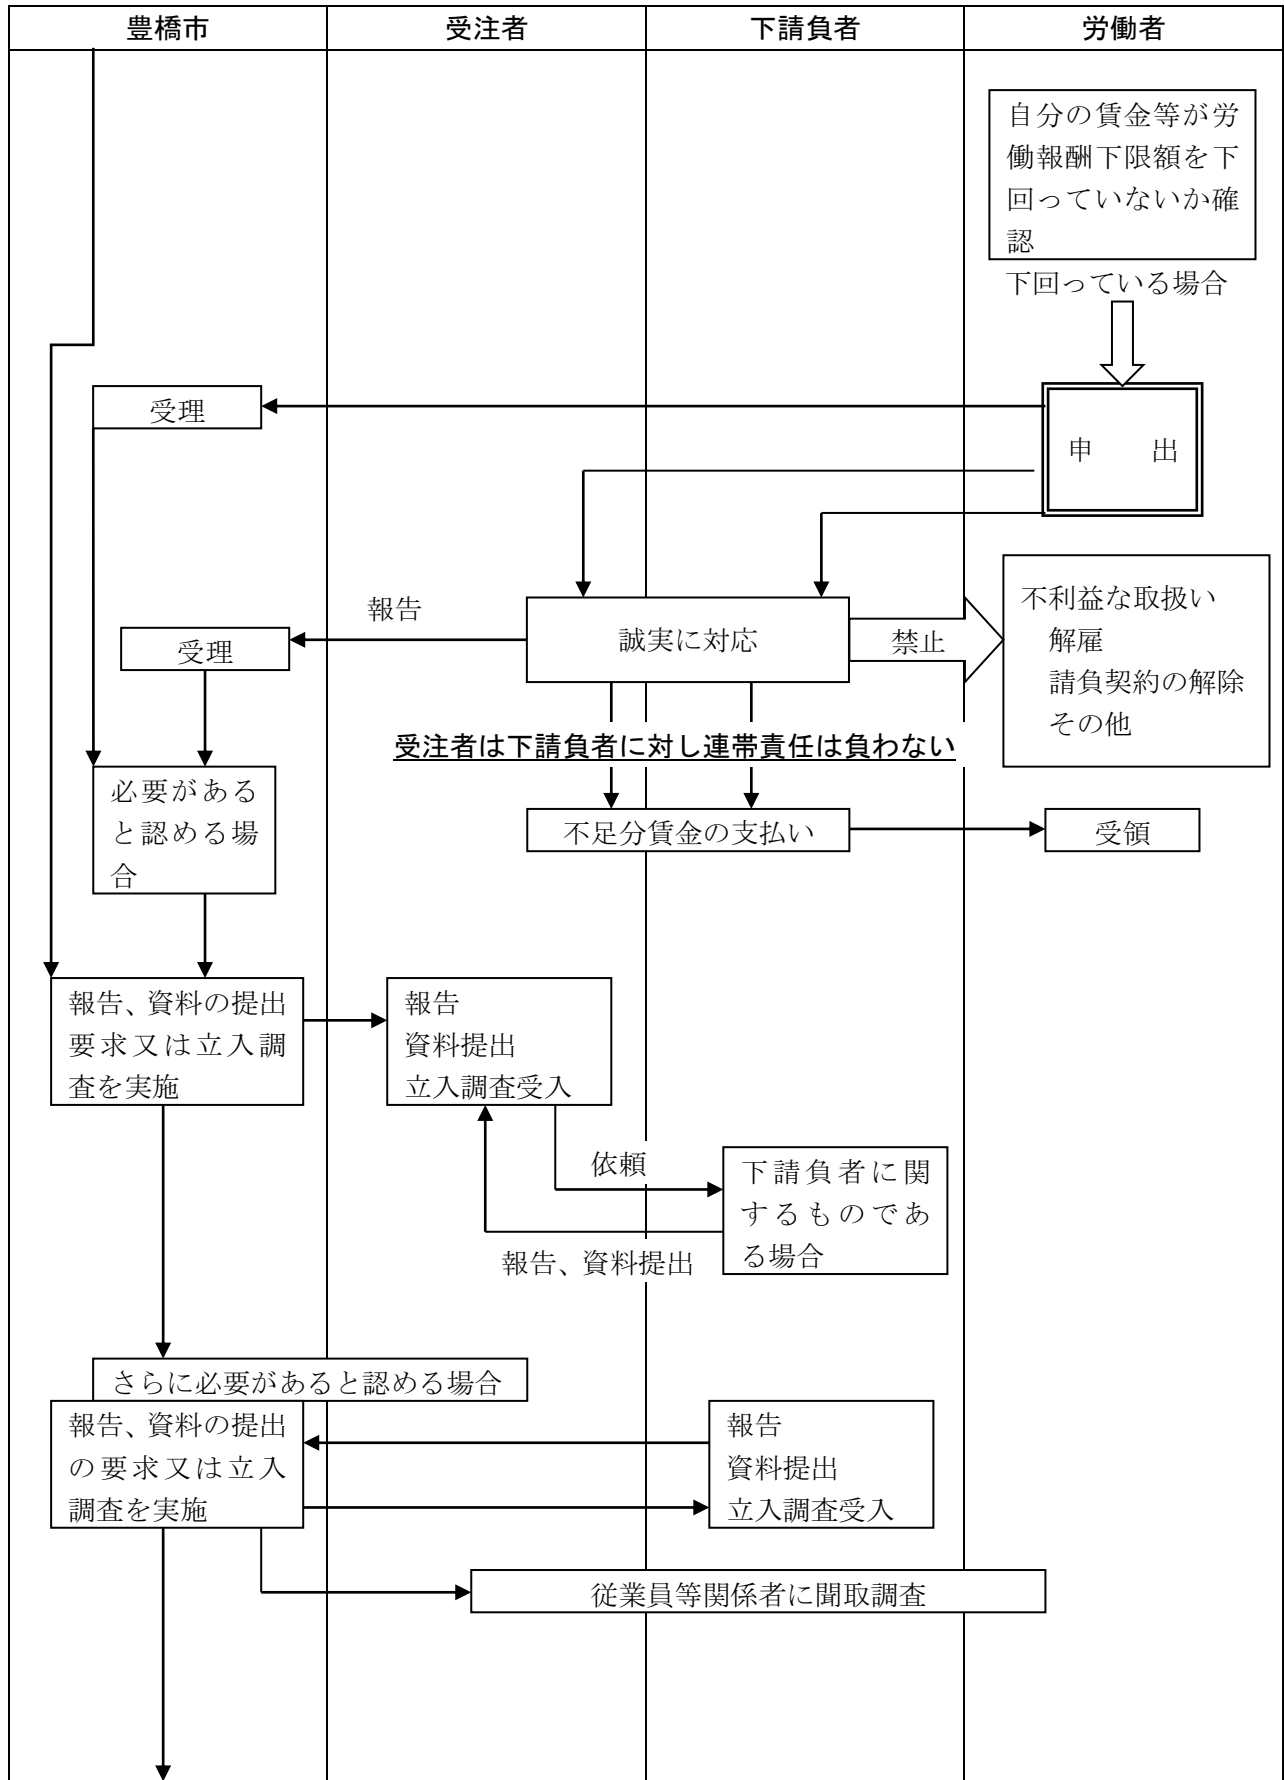 豊橋市 受注者 下請負者 労働者
自分の賃金等が労
働報酬下限額を下
回っていないか確
認
下回っている場合
受理
申 出
報告
受理
誠実に対応
禁止
不利益な取扱い
解雇
請負契約の解除
その他
受注者は下請負者に対し連帯責任は負わない
必要がある
と認める場
合
不足分賃金の支払い
受領
報告、資料の提出
要求又は立入調
査を実施
報告
資料提出
立入調査受入
依頼
下請負者に関
するものであ
る場合
報告、資料提出
さらに必要があると認める場合
報告、資料の提出
の要求又は立入
調査を実施
報告
資料提出
立入調査受入
従業員等関係者に聞取調査